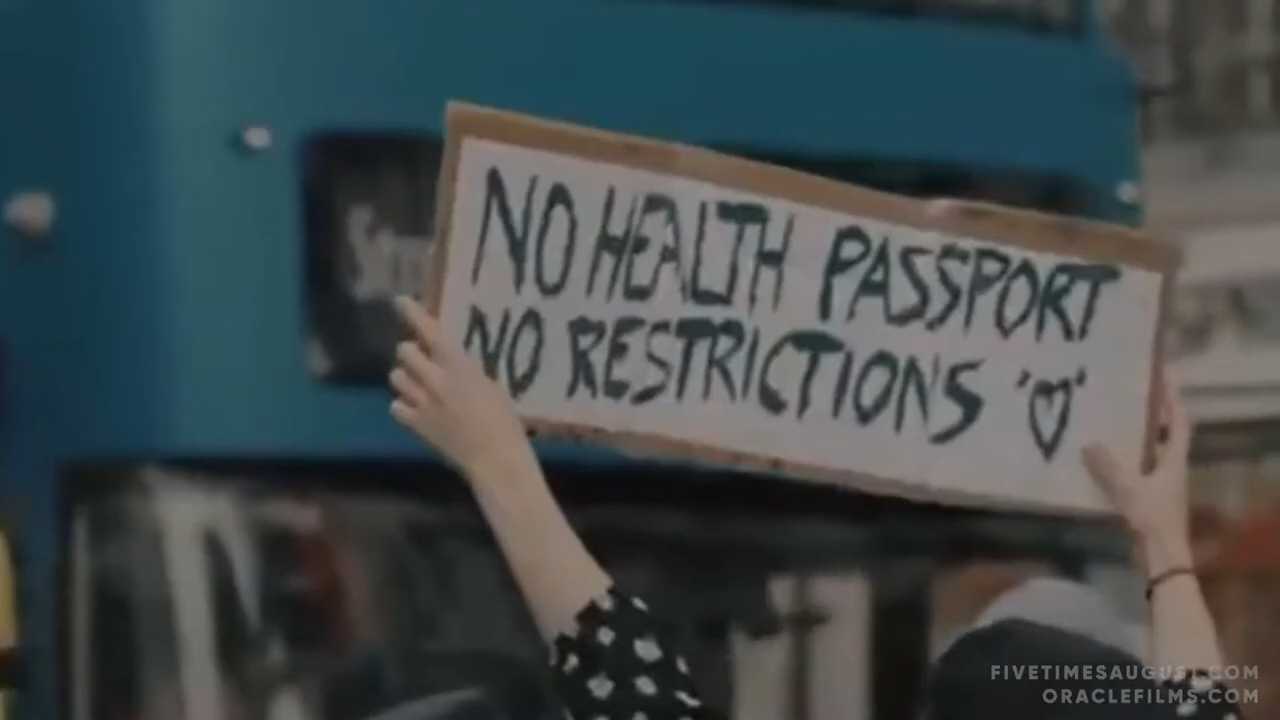 NO HEALTH PASSPORT
NO RESTRICTIONS
FIVETIMESAUGUST.COM
ORACLEFILMS.COM